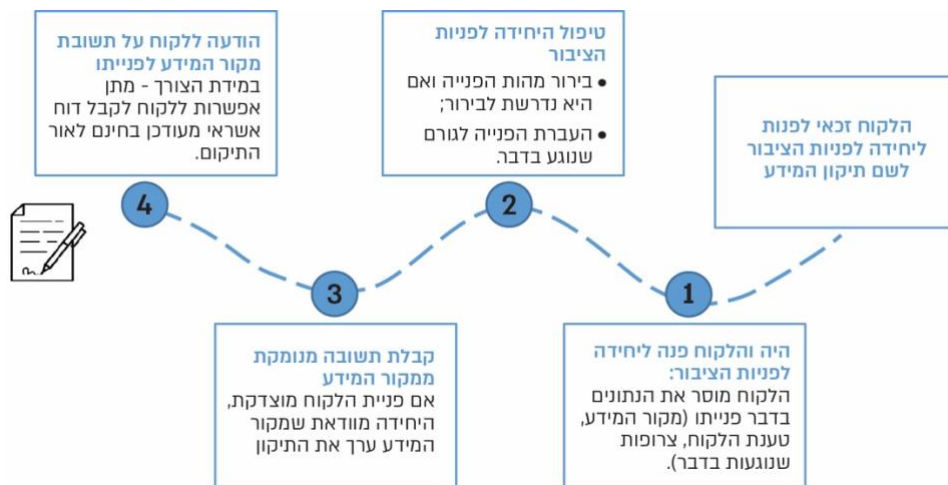 הלקוח זכאי לפנות
ליחידה לפניות הציבור
לשם תיקון המידע
1
היה והלקוח פנה ליחידה
לפניות הציבור:
הלקוח מוסר את הנתונים
בדבר פנייתו (מקור המידע,
טענת הלקוח, צרופות
שנוגעות בדבר).
2
טיפול היחידה לפניות
הציבור
• בירור מהות הפנייה ואם
היא נדרשת לבירור;
• העברת הפנייה לגורם
שנוגע בדבר.
3
קבלת תשובה מנומקת
ממקור המידע
אם פניית הלקוח מוצדקת,
היחידה מוודאת שמקור
המידע ערך את התיקון
4
הודעה ללקוח על תשובת
מקור המידע לפנייתו
במידת הצורך - מתן
אפשרות ללקוח לקבל דוח
אשראי מעודכן בחינם לאור
התיקום.